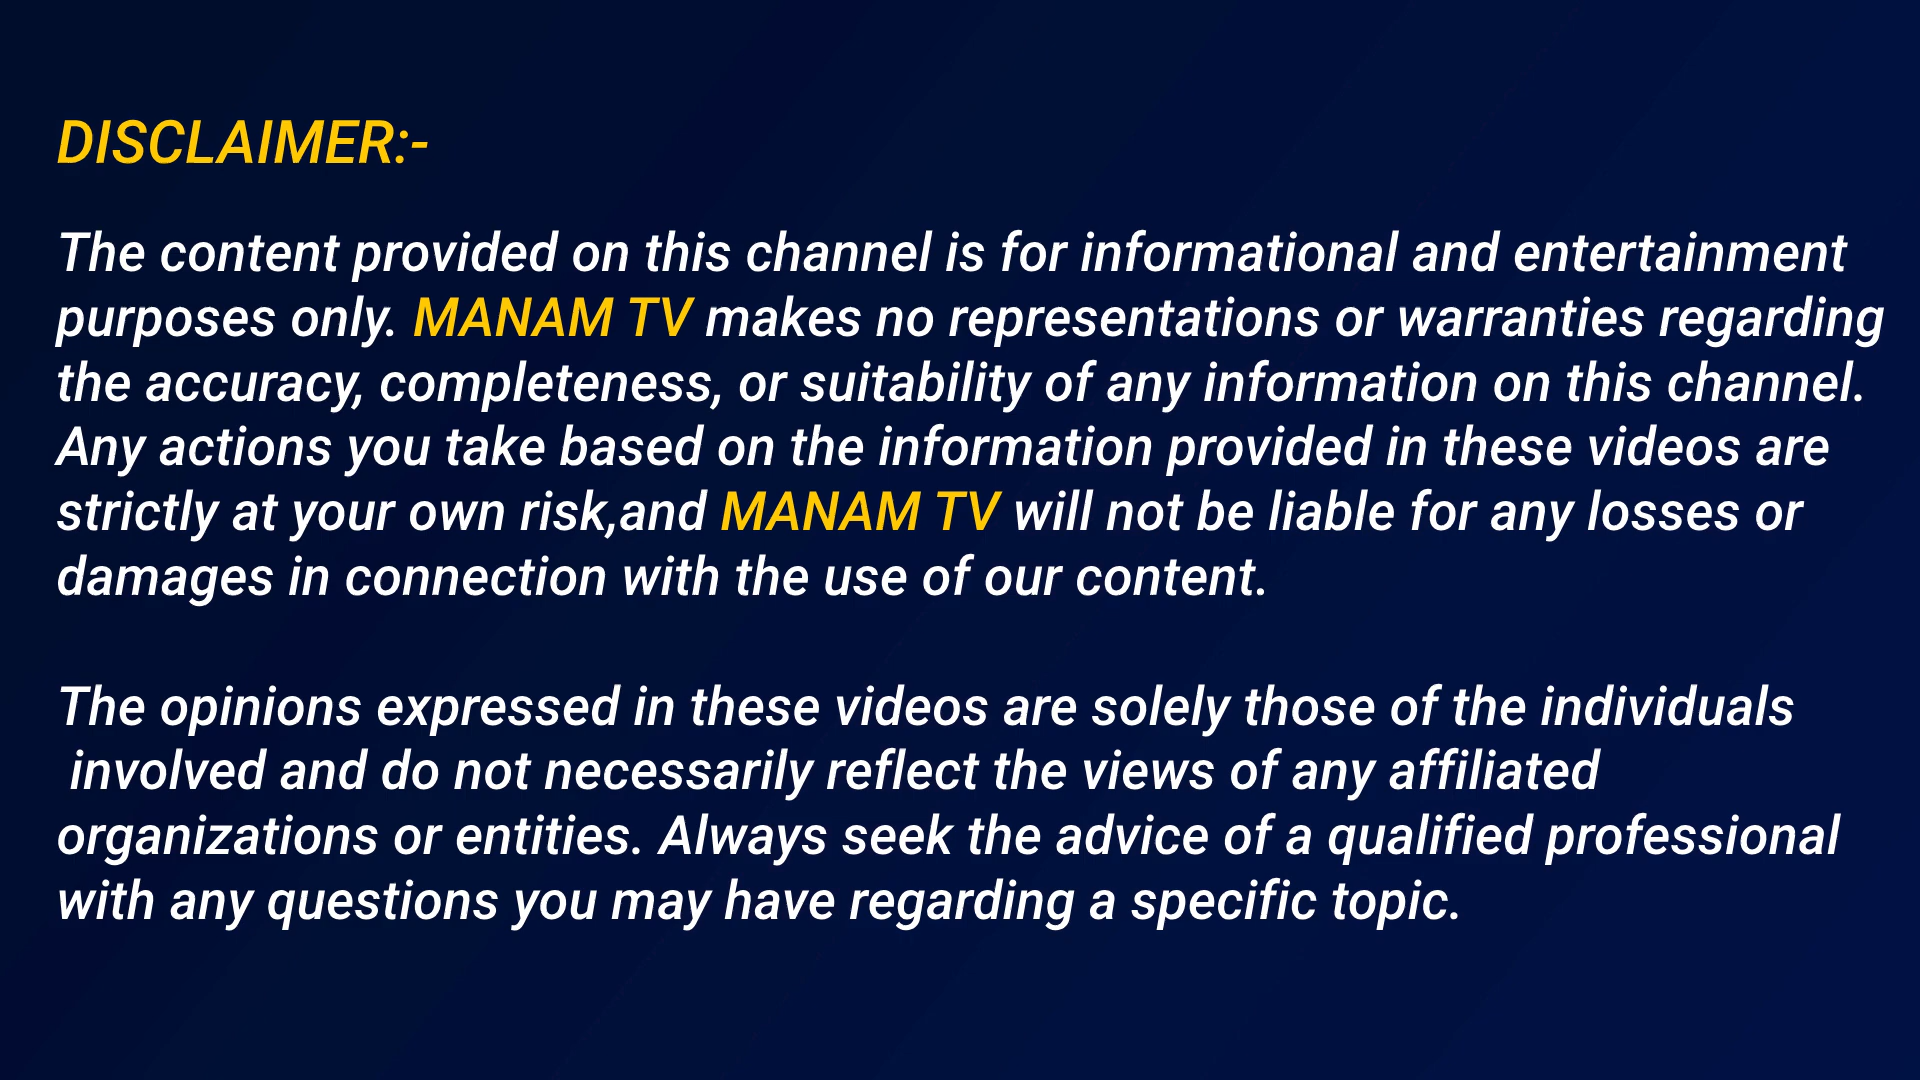 DISCLAIMER:-
The content provided on this channel is for informational and entertainment
purposes only. MANAM TV makes no representations or warranties regarding
the accuracy, completeness, or suitability of any information on this channel.
Any actions you take based on the information provided in these videos are
strictly at your own risk,and MANAM TV will not be liable for any losses or
damages in connection with the use of our content.
The opinions expressed in these videos are solely those of the individuals
involved and do not necessarily reflect the views of any affiliated
organizations or entities. Always seek the advice of a qualified professional
with any questions you may have regarding a specific topic.